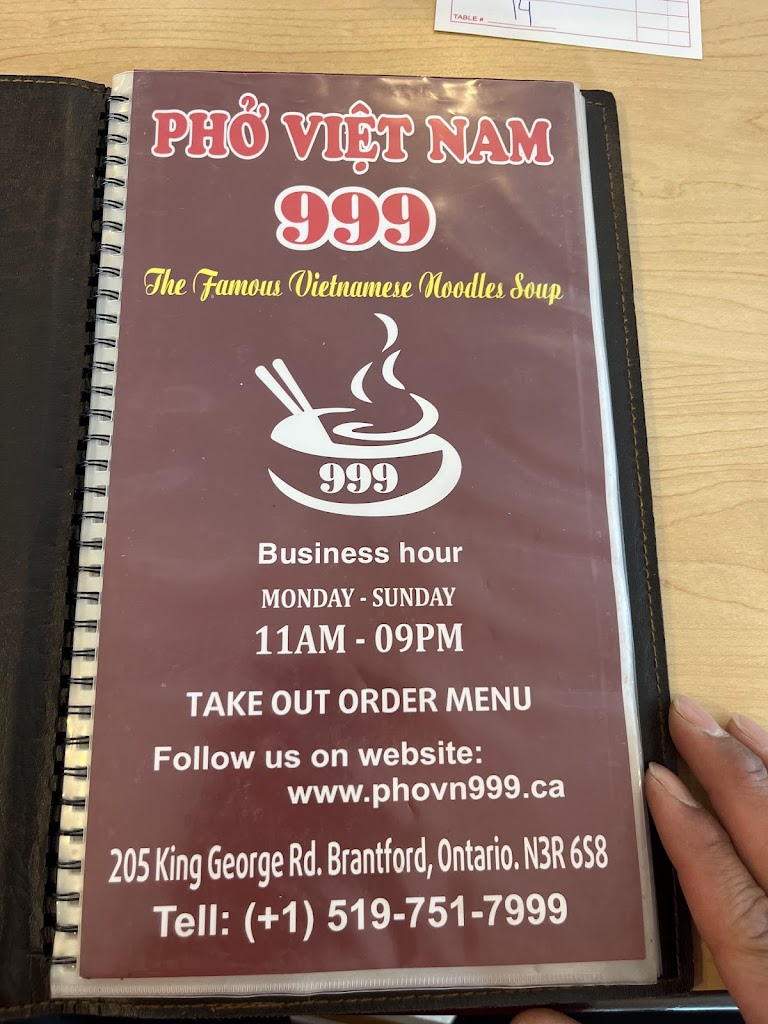 TABLE # 14
PHỞ VIỆT NAM
999
The Famous Vietnamese Noodles Soup
999
Business hour
MONDAY - SUNDAY
11AM - 09PM
TAKE OUT ORDER MENU
Follow us on website:
www.phovn999.ca
205 King George Rd. Brantford, Ontario. N3R 6S8
Tell: (+1) 519-751-7999